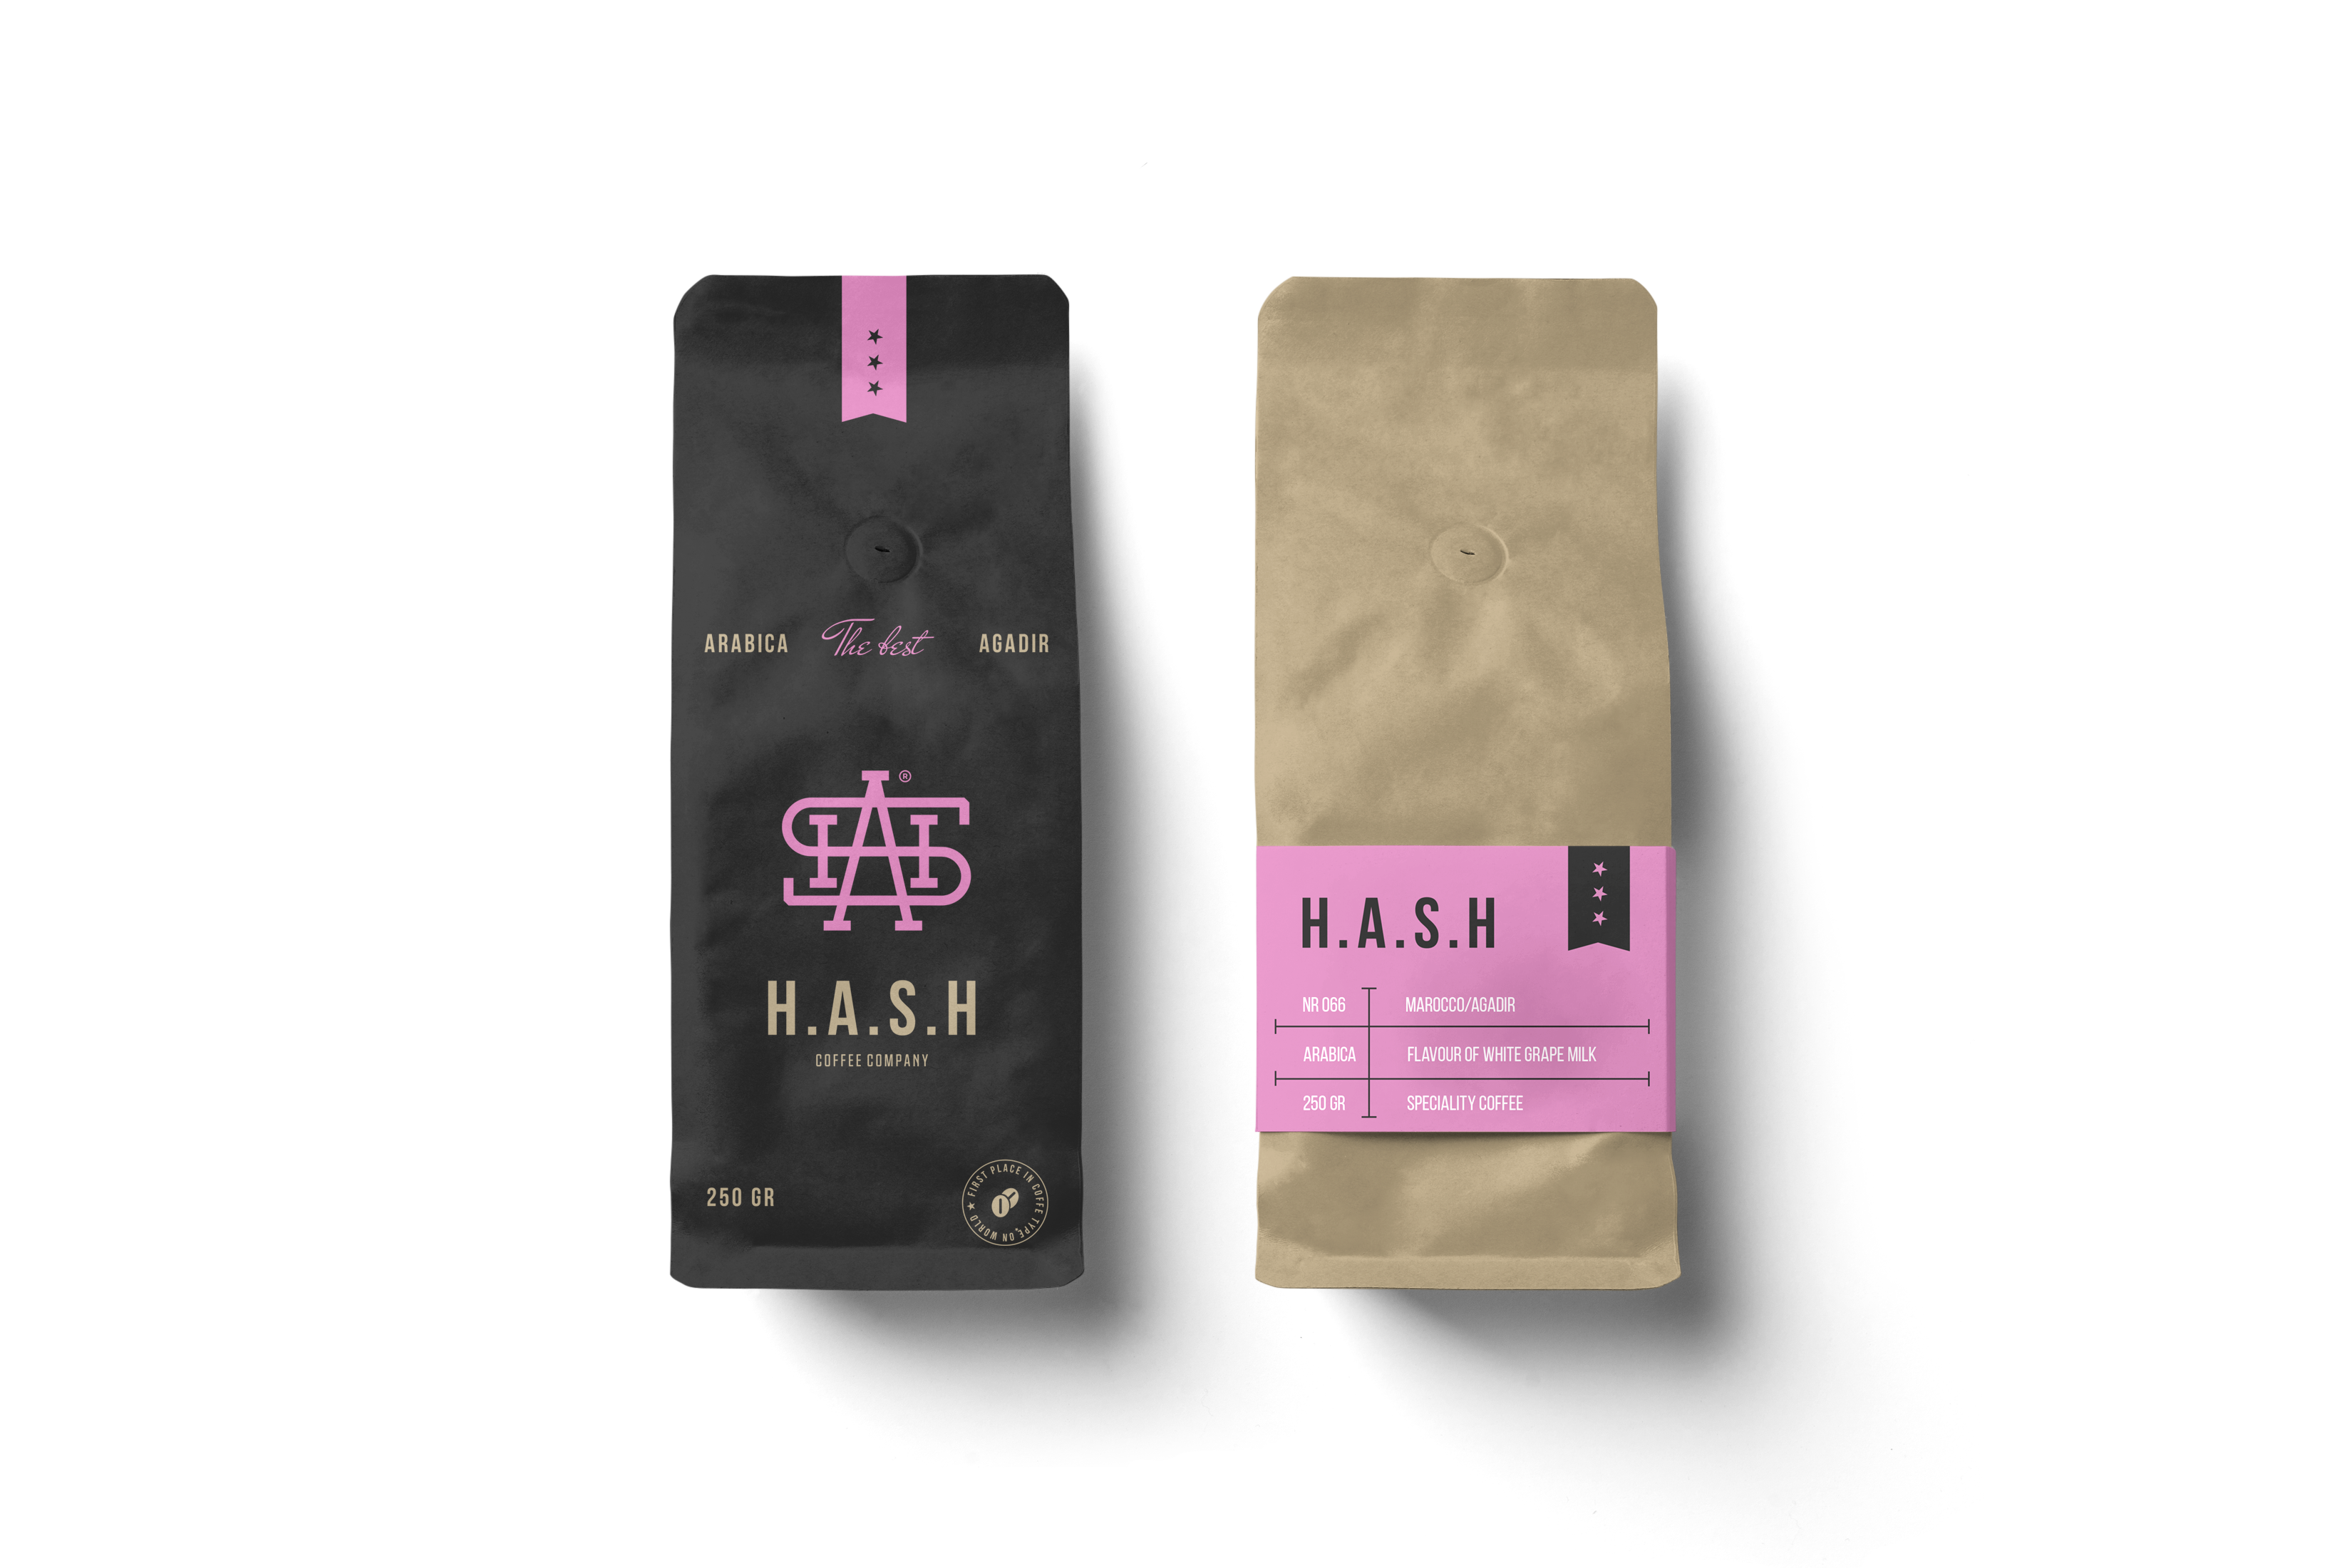 ARABICA The best AGADIR
®
H.A.S.H
COFFEE COMPANY
250 GR
★ FIRST PLACE IN COFFE TYPE ON WORLD
H.A.S.H
NR 066 MAROCCO/AGADIR
ARABICA FLAVOUR OF WHITE GRAPE MILK
250 GR SPECIALITY COFFEE